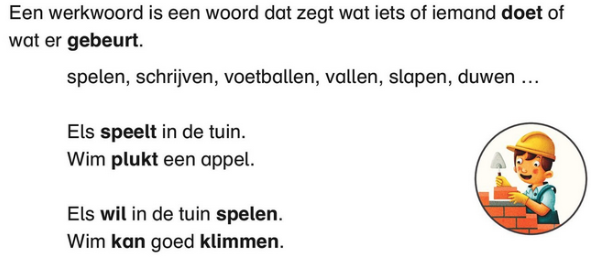 Een werkwoord is een woord dat zegt wat iets of iemand doet of
wat er gebeurt.
spelen, schrijven, voetballen, vallen, slapen, duwen ...
Els speelt in de tuin.
Wim plukt een appel.
Els wil in de tuin spelen.
Wim kan goed klimmen.